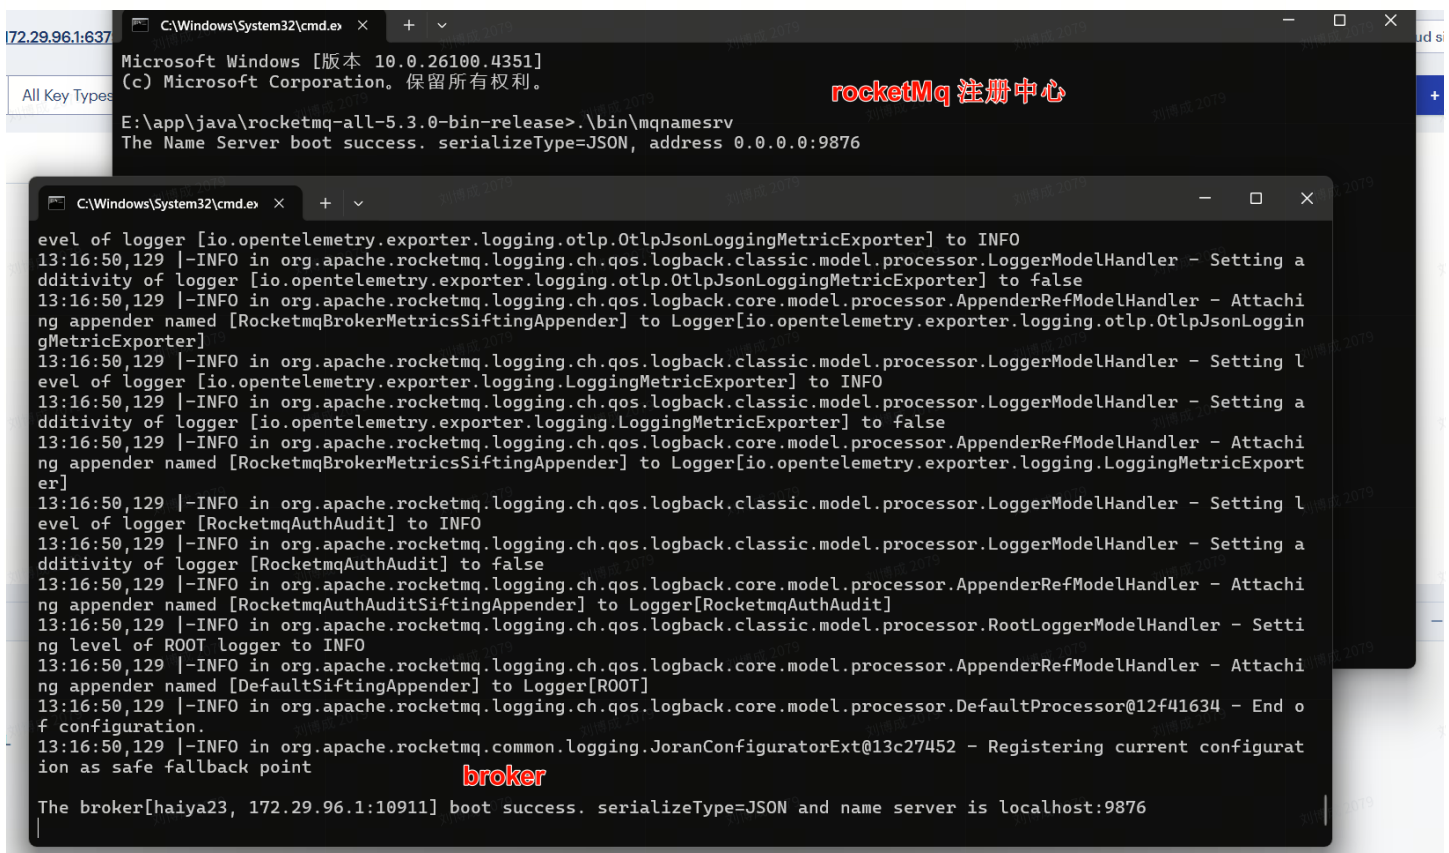 C:\Windows\System32\cmd.ex
172.29.96.1:637
ud si
Microsoft Windows [版本 10.0.26100.4351]
(c) Microsoft Corporation。保留所有权利。
All Key Types
rocketMq 注册中心
+
E:\app\java\rocketmq-all-5.3.0-bin-release>.\bin\mqnamesrv
The Name Server boot success. serializeType=JSON, address 0.0.0.0:9876
C:\Windows\System32\cmd.ex
evel of logger [io.opentelemetry.exporter.logging.otlp.OtlpJsonLoggingMetricExporter] to INFO
13:16:50,129 |-INFO in org.apache.rocketmq.logging.ch.qos.logback.classic.model.processor.LoggerModelHandler - Setting a
dditivity of logger [io.opentelemetry.exporter.logging.otlp.OtlpJsonLoggingMetricExporter] to false
13:16:50,129 |-INFO in org.apache.rocketmq.logging.ch.qos.logback.core.model.processor.AppenderRefModelHandler - Attachi
ng appender named [RocketmqBrokerMetricsSiftingAppender] to Logger[io.opentelemetry.exporter.logging.otlp.OtlpJsonLoggin
gMetricExporter]
13:16:50,129 |-INFO in org.apache.rocketmq.logging.ch.qos.logback.classic.model.processor.LoggerModelHandler - Setting l
evel of logger [io.opentelemetry.exporter.logging.LoggingMetricExporter] to INFO
13:16:50,129 |-INFO in org.apache.rocketmq.logging.ch.qos.logback.classic.model.processor.LoggerModelHandler - Setting a
dditivity of logger [io.opentelemetry.exporter.logging.LoggingMetricExporter] to false
13:16:50,129 |-INFO in org.apache.rocketmq.logging.ch.qos.logback.core.model.processor.AppenderRefModelHandler - Attachi
ng appender named [RocketmqBrokerMetricsSiftingAppender] to Logger[io.opentelemetry.exporter.logging.LoggingMetricExport
er]
13:16:50,129 |-INFO in org.apache.rocketmq.logging.ch.qos.logback.classic.model.processor.LoggerModelHandler - Setting l
evel of logger [RocketmqAuthAudit] to INFO
13:16:50,129 |-INFO in org.apache.rocketmq.logging.ch.qos.logback.classic.model.processor.LoggerModelHandler - Setting a
dditivity of logger [RocketmqAuthAudit] to false
13:16:50,129 |-INFO in org.apache.rocketmq.logging.ch.qos.logback.core.model.processor.AppenderRefModelHandler - Attachi
ng appender named [RocketmqAuthAuditSiftingAppender] to Logger[RocketmqAuthAudit]
13:16:50,129 |-INFO in org.apache.rocketmq.logging.ch.qos.logback.classic.model.processor.RootLoggerModelHandler - Setti
ng level of ROOT logger to INFO
13:16:50,129 |-INFO in org.apache.rocketmq.logging.ch.qos.logback.core.model.processor.AppenderRefModelHandler - Attachi
ng appender named [DefaultSiftingAppender] to Logger[ROOT]
13:16:50,129 |-INFO in org.apache.rocketmq.logging.ch.qos.logback.core.model.processor.DefaultProcessor@12f41634 - End o
f configuration.
13:16:50,129 |-INFO in org.apache.rocketmq.common.logging.JoranConfiguratorExt@13c27452 - Registering current configurat
ion as safe fallback point
broker
The broker[haiya23, 172.29.96.1:10911] boot success. serializeType=JSON and name server is localhost:9876